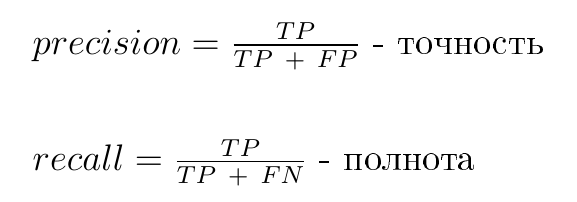 precision = TP / TP + FP - точность
recall = TP / TP + FN - полнота